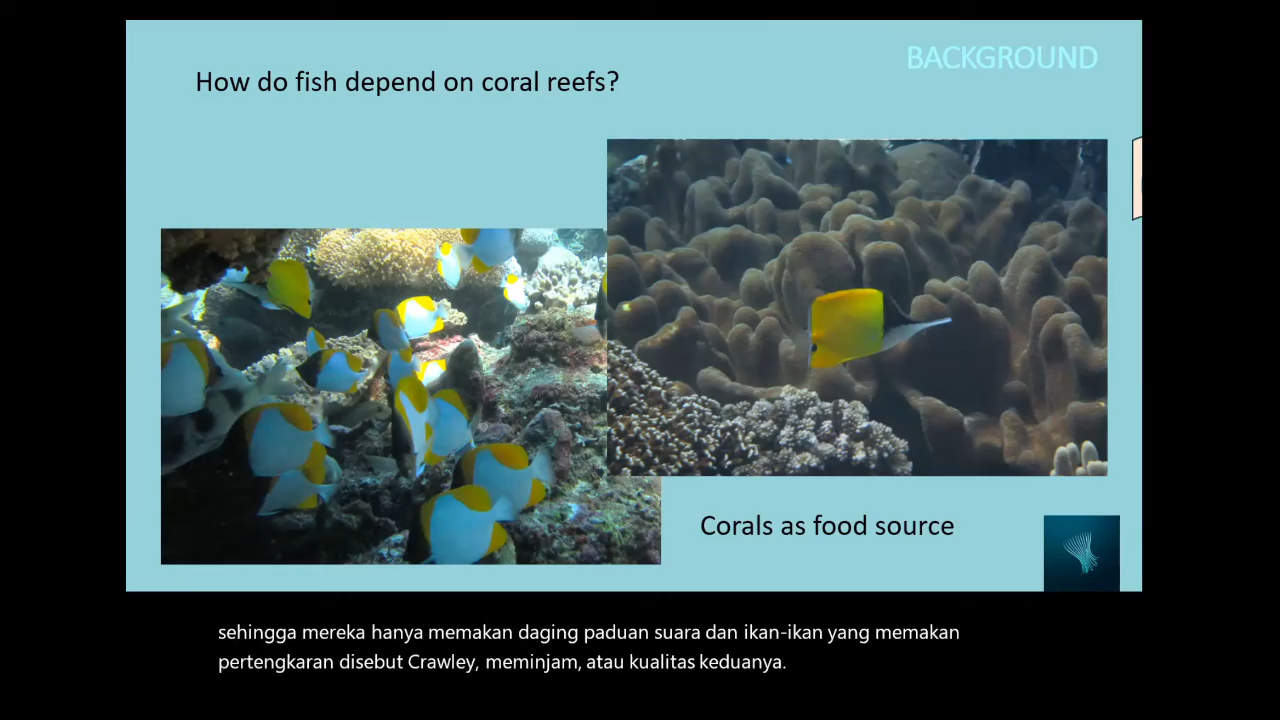 BACKGROUND
How do fish depend on coral reefs?
Corals as food source
sehingga mereka hanya memakan daging paduan suara dan ikan-ikan yang memakan
pertengkaran disebut Crawley, meminjam, atau kualitas keduanya.